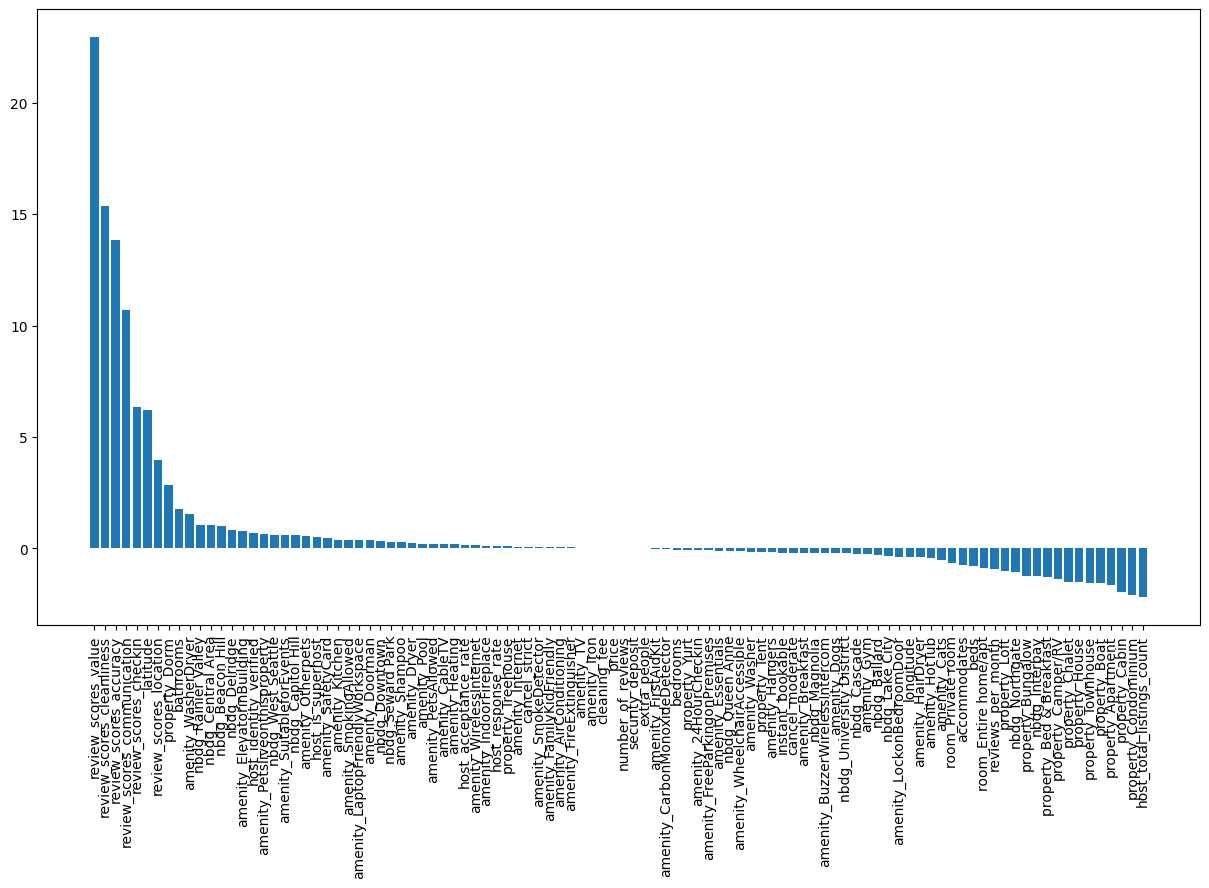 20
15
10
5
0
review_scores_value
review_scores_cleanliness
review_scores_accuracy
review_scores_communication
review_scores_checkin
latitude
review_scores_location
property_Dorm
bathrooms
amenity_WasherDryer
nbdg_Rainier Valley
nbdg_Central Area
nbdg_Beacon Hill
nbdg_Delridge
amenity_ElevatorinBuilding
host_identity_verified
amenity_Petsliveonthisproperty
nbdg_West Seattle
amenity_SuitableforEvents
nbdg_Capitol Hill
amenity_Otherpets
host_is_superhost
amenity_SafetyCard
amenity_Kitchen
amenity_SmokingAllowed
amenity_LaptopFriendlyWorkspace
amenity_Doorman
nbdg_Downtown
nbdg_Seward Park
amenity_Shampoo
amenity_Dryer
amenity_Pool
amenity_PetsAllowed
amenity_CableTV
amenity_Heating
host_acceptance_rate
amenity_WirelessInternet
amenity_IndoorFireplace
host_response_rate
property_Treehouse
amenity_Internet
cancel_strict
amenity_SmokeDetector
amenity_FamilyKidFriendly
amenity_AirConditioning
amenity_FireExtinguisher
amenity_TV
amenity_Iron
cleaning_fee
price
number_of_reviews
security_deposit
extra_people
amenity_FirstAidKit
amenity_CarbonMonoxideDetector
bedrooms
property_Yurt
amenity_24HourCheckin
amenity_FreeParkingonPremises
amenity_Essentials
nbdg_Queen Anne
amenity_WheelchairAccessible
amenity_Washer
property_Tent
amenity_Hangers
instant_bookable
cancel_moderate
amenity_Breakfast
nbdg_Magnolia
amenity_BuzzerWirelessIntercom
amenity_Dogs
nbdg_University District
nbdg_Cascade
amenity_Gym
nbdg_Ballard
nbdg_Lake City
amenity_LockonBedroomDoor
longitude
amenity_HairDryer
amenity_HotTub
amenity_Cats
room_Private room
accommodates
beds
room_Entire home/apt
reviews_per_month
property_Loft
nbdg_Northgate
property_Bungalow
nbdg_Interbay
property_Bed & Breakfast
property_Camper/RV
property_Chalet
property_House
property_Townhouse
property_Boat
property_Apartment
property_Cabin
property_Condominium
host_total_listings_count